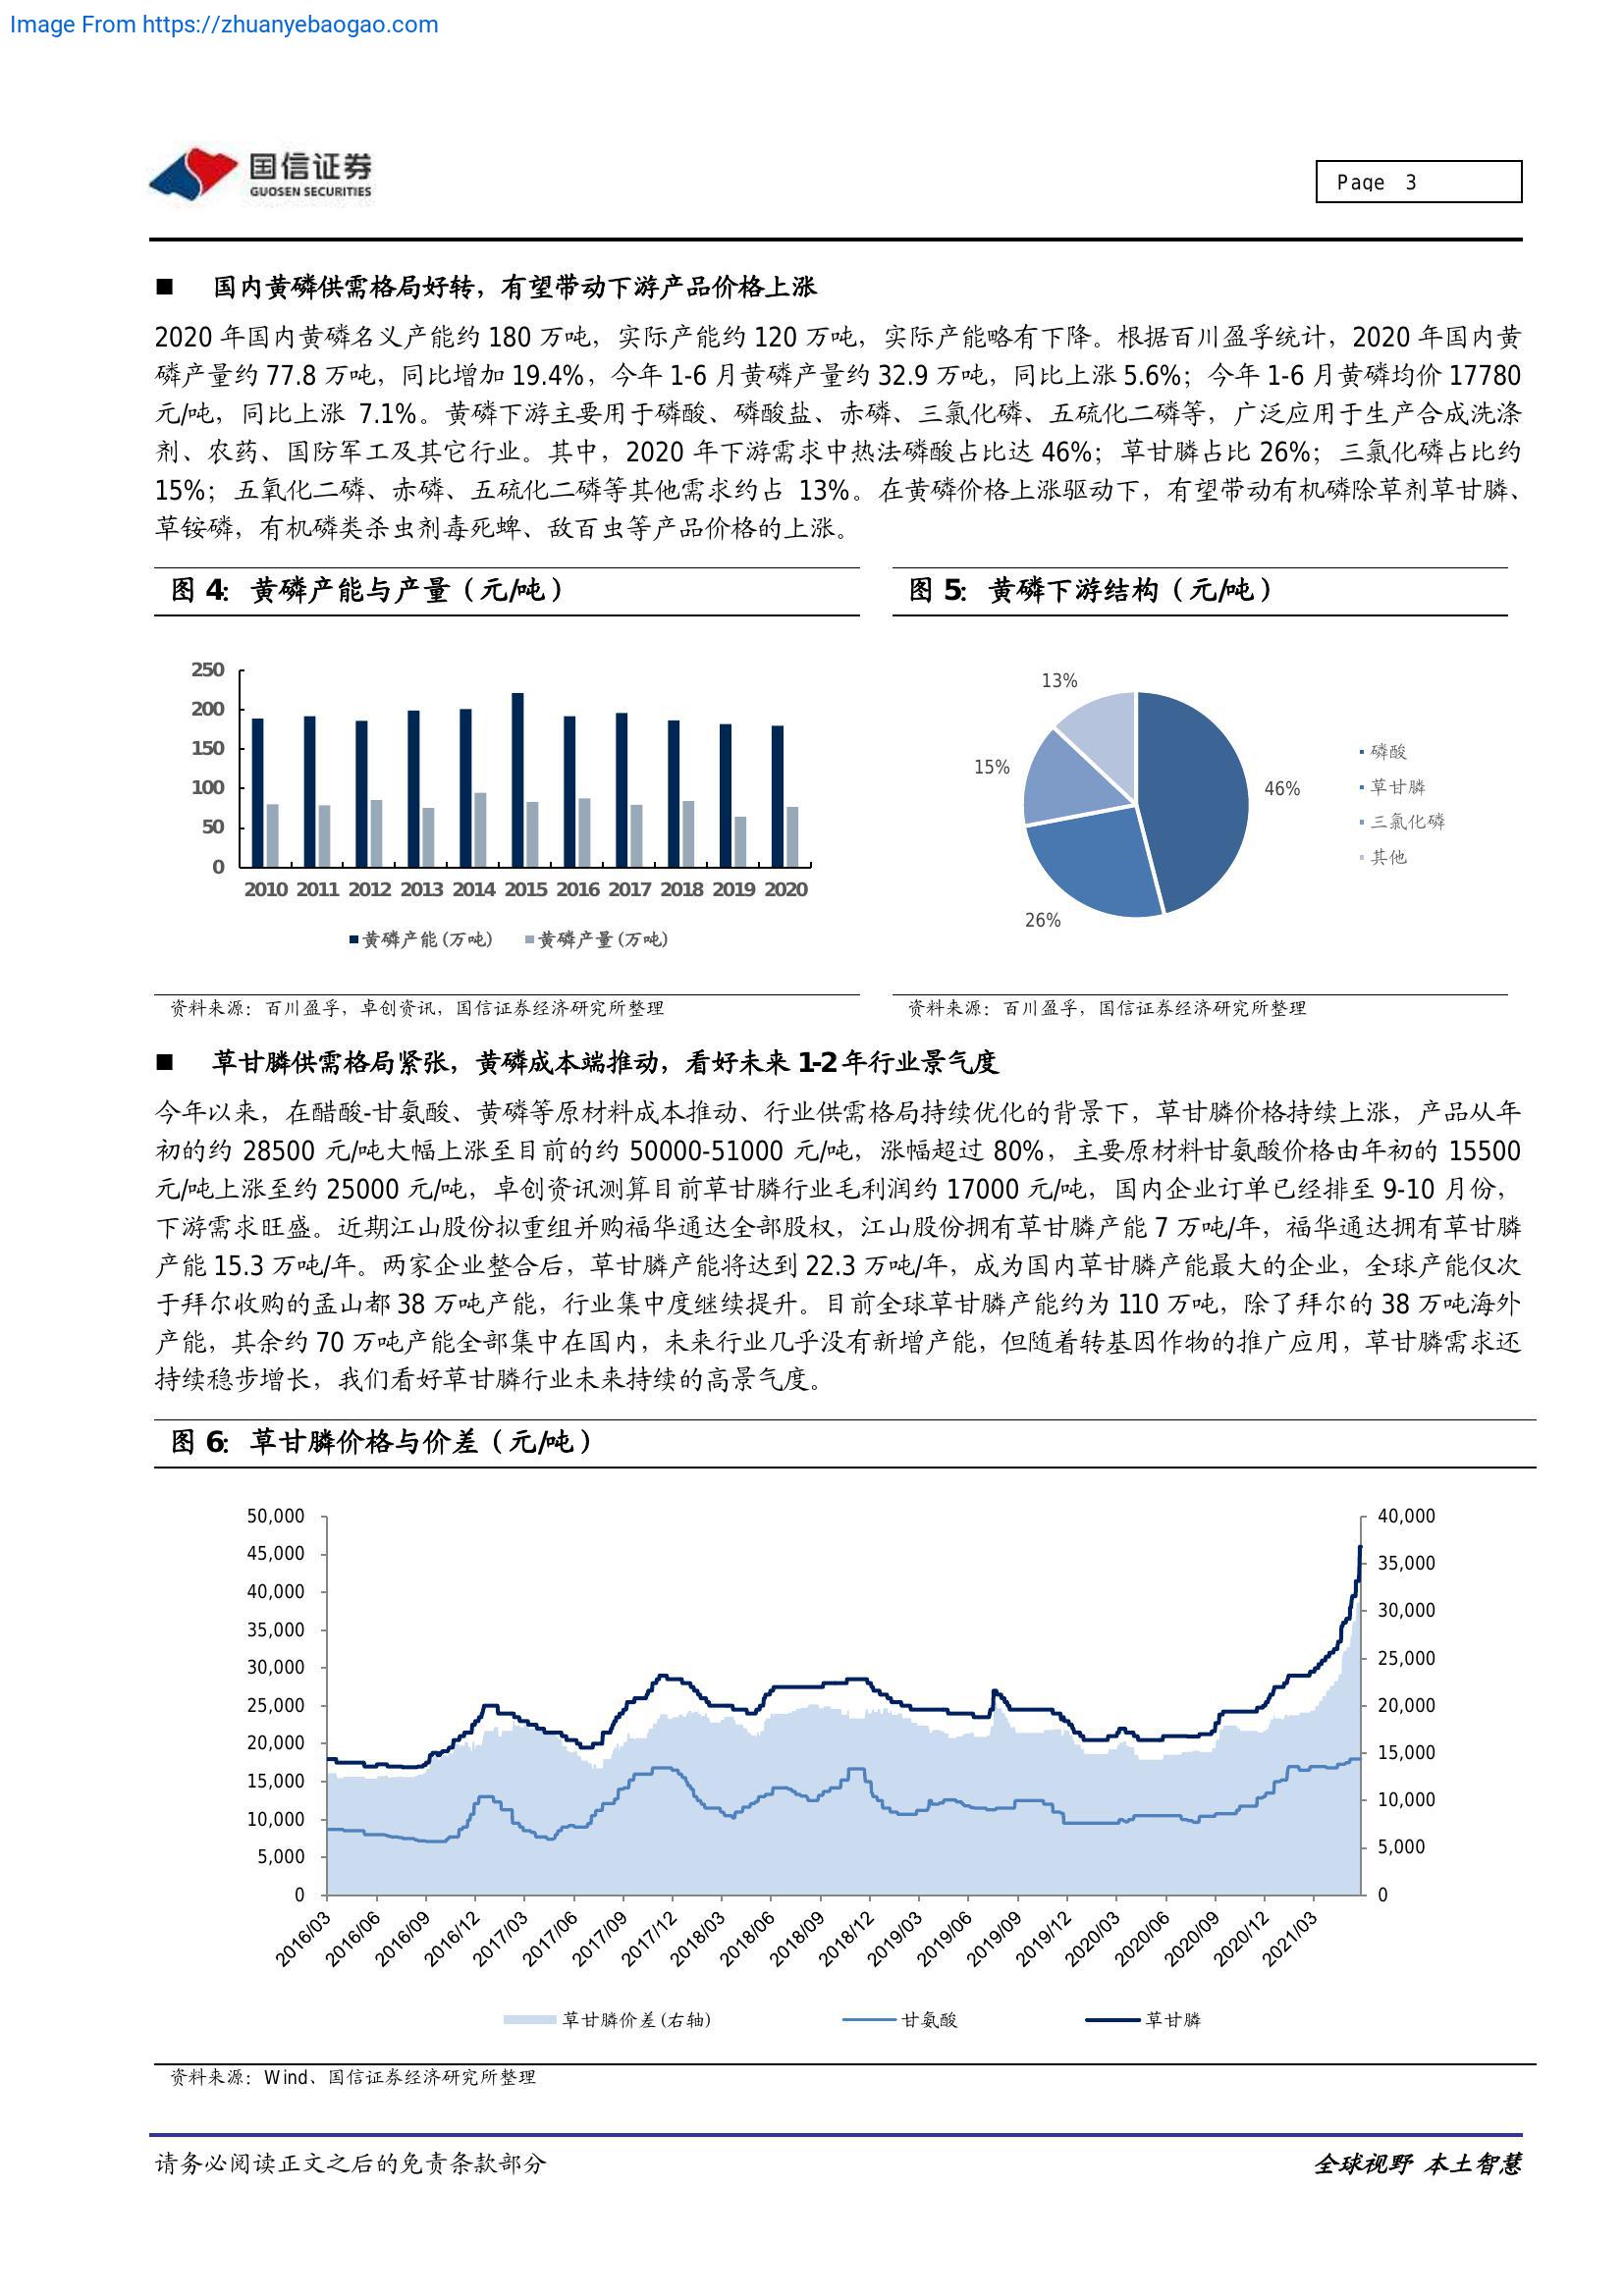 Image From https://zhuanyebaogao.com
国信证券
GUOSEN SECURITIES
Page 3
■ 国内黄磷供需格局好转，有望带动下游产品价格上涨
2020 年国内黄磷名义产能约 180 万吨，实际产能约 120 万吨，实际产能略有下降。根据百川盈孚统计，2020 年国内黄
磷产量约 77.8 万吨，同比增加 19.4%，今年 1-6 月黄磷产量约 32.9 万吨，同比上涨 5.6%；今年 1-6 月黄磷均价 17780
元/吨，同比上涨 7.1%。黄磷下游主要用于磷酸、磷酸盐、赤磷、三氯化磷、五硫化二磷等，广泛应用于生产合成洗涤
剂、农药、国防军工及其它行业。其中，2020 年下游需求中热法磷酸占比达 46%；草甘膦占比 26%；三氯化磷占比约
15%；五氧化二磷、赤磷、五硫化二磷等其他需求约占 13%。在黄磷价格上涨驱动下，有望带动有机磷除草剂草甘膦、
草铵磷，有机磷类杀虫剂毒死蜱、敌百虫等产品价格的上涨。
图 4：黄磷产能与产量（元/吨）
250
200
150
100
50
0
2010 2011 2012 2013 2014 2015 2016 2017 2018 2019 2020
黄磷产能(万吨) 黄磷产量(万吨)
资料来源：百川盈孚，卓创资讯，国信证券经济研究所整理
图 5：黄磷下游结构（元/吨）
13%
15%
46%
26%
磷酸
草甘膦
三氯化磷
其他
资料来源：百川盈孚，国信证券经济研究所整理
■ 草甘膦供需格局紧张，黄磷成本端推动，看好未来 1-2 年行业景气度
今年以来，在醋酸-甘氨酸、黄磷等原材料成本推动、行业供需格局持续优化的背景下，草甘膦价格持续上涨，产品从年
初的约 28500 元/吨大幅上涨至目前的约 50000-51000 元/吨，涨幅超过 80%，主要原材料甘氨酸价格由年初的 15500
元/吨上涨至约 25000 元/吨，卓创资讯测算目前草甘膦行业毛利润约 17000 元/吨，国内企业订单已经排至 9-10 月份，
下游需求旺盛。近期江山股份拟重组并购福华通达全部股权，江山股份拥有草甘膦产能 7 万吨/年，福华通达拥有草甘膦
产能 15.3 万吨/年。两家企业整合后，草甘膦产能将达到 22.3 万吨/年，成为国内草甘膦产能最大的企业，全球产能仅次
于拜尔收购的孟山都 38 万吨产能，行业集中度继续提升。目前全球草甘膦产能约为 110 万吨，除了拜尔的 38 万吨海外
产能，其余约 70 万吨产能全部集中在国内，未来行业几乎没有新增产能，但随着转基因作物的推广应用，草甘膦需求还
持续稳步增长，我们看好草甘膦行业未来持续的高景气度。
图 6：草甘膦价格与价差（元/吨）
50,000
45,000
40,000
35,000
30,000
25,000
20,000
15,000
10,000
5,000
0
40,000
35,000
30,000
25,000
20,000
15,000
10,000
5,000
0
2016/03 2016/06 2016/09 2016/12 2017/03 2017/06 2017/09 2017/12 2018/03 2018/06 2018/09 2018/12 2019/03 2019/06 2019/09 2019/12 2020/03 2020/06 2020/09 2020/12 2021/03
草甘膦价差(右轴) 甘氨酸 草甘膦
资料来源：Wind、国信证券经济研究所整理
请务必阅读正文之后的免责条款部分
全球视野 本土智慧